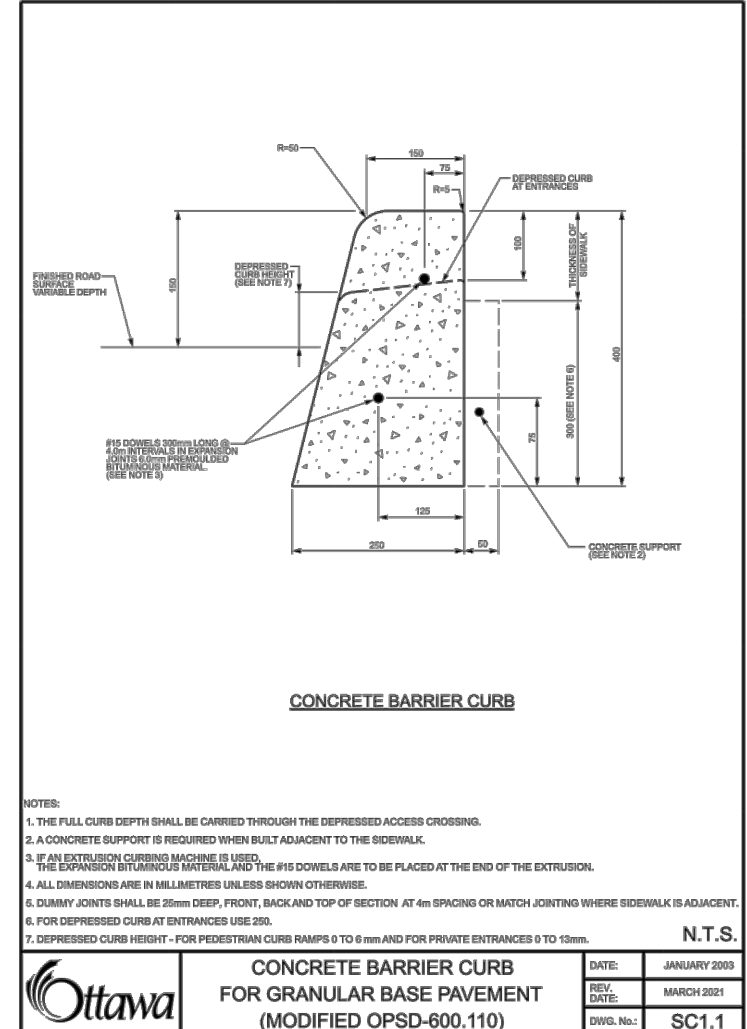 R=50
150
75
R=5
DEPRESSED CURB
AT ENTRANCES
100
THICKNESS OF
SIDEWALK
FINISHED ROAD
SURFACE
VARIABLE DEPTH
150
DEPRESSED
CURB HEIGHT
(SEE NOTE 7)
400
300 (SEE NOTE 6)
75
#15 DOWELS 300mm LONG @
4.0m INTERVALS IN EXPANSION
JOINTS 6.0mm PREMOULDED
BITUMINOUS MATERIAL.
(SEE NOTE 3)
125
250
50
CONCRETE SUPPORT
(SEE NOTE 2)
CONCRETE BARRIER CURB
NOTES:
1. THE FULL CURB DEPTH SHALL BE CARRIED THROUGH THE DEPRESSED ACCESS CROSSING.
2. A CONCRETE SUPPORT IS REQUIRED WHEN BUILT ADJACENT TO THE SIDEWALK.
3. IF AN EXTRUSION CURBING MACHINE IS USED,
THE EXPANSION BITUMINOUS MATERIAL AND THE #15 DOWELS ARE TO BE PLACED AT THE END OF THE EXTRUSION.
4. ALL DIMENSIONS ARE IN MILLIMETRES UNLESS SHOWN OTHERWISE.
5. DUMMY JOINTS SHALL BE 25mm DEEP, FRONT, BACK AND TOP OF SECTION AT 4m SPACING OR MATCH JOINTING WHERE SIDEWALK IS ADJACENT.
6. FOR DEPRESSED CURB AT ENTRANCES USE 250.
7. DEPRESSED CURB HEIGHT - FOR PEDESTRIAN CURB RAMPS 0 TO 6 mm AND FOR PRIVATE ENTRANCES 0 TO 13mm.
N.T.S.
Ottawa
CONCRETE BARRIER CURB
FOR GRANULAR BASE PAVEMENT
(MODIFIED OPSD-600.110)
DATE: JANUARY 2003
REV.
DATE: MARCH 2021
DWG. No.: SC1.1